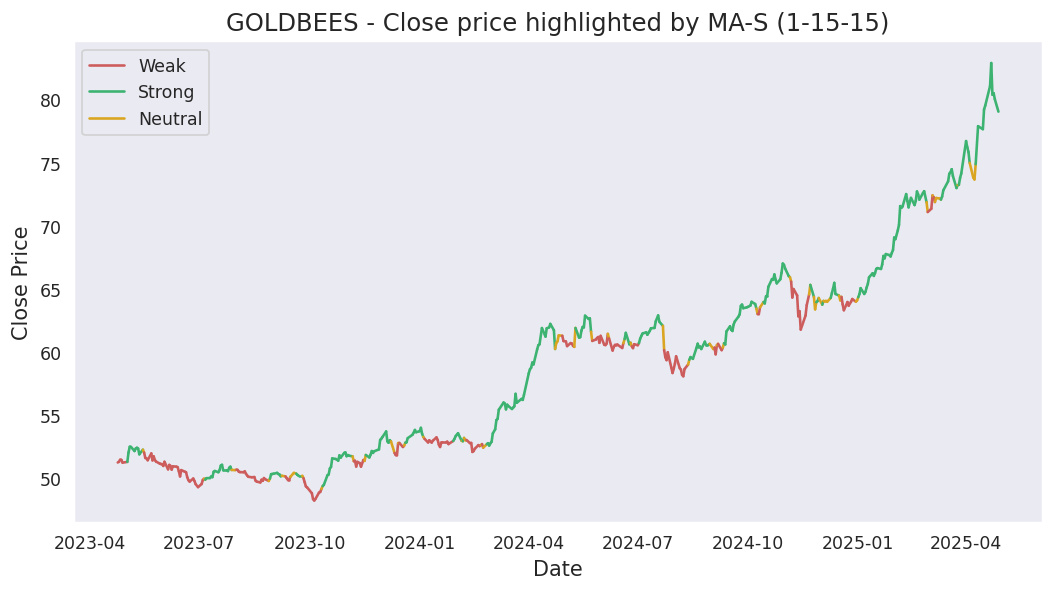 GOLDBEES - Close price highlighted by MA-S (1-15-15)
Weak
Strong
Neutral
Close Price
80
75
70
65
60
55
50
2023-04 2023-07 2023-10 2024-01 2024-04 2024-07 2024-10 2025-01 2025-04
Date